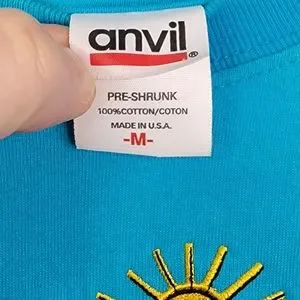 anvil®
PRE-SHRUNK
100%COTTON/COTON
MADE IN U.S.A.
-M-